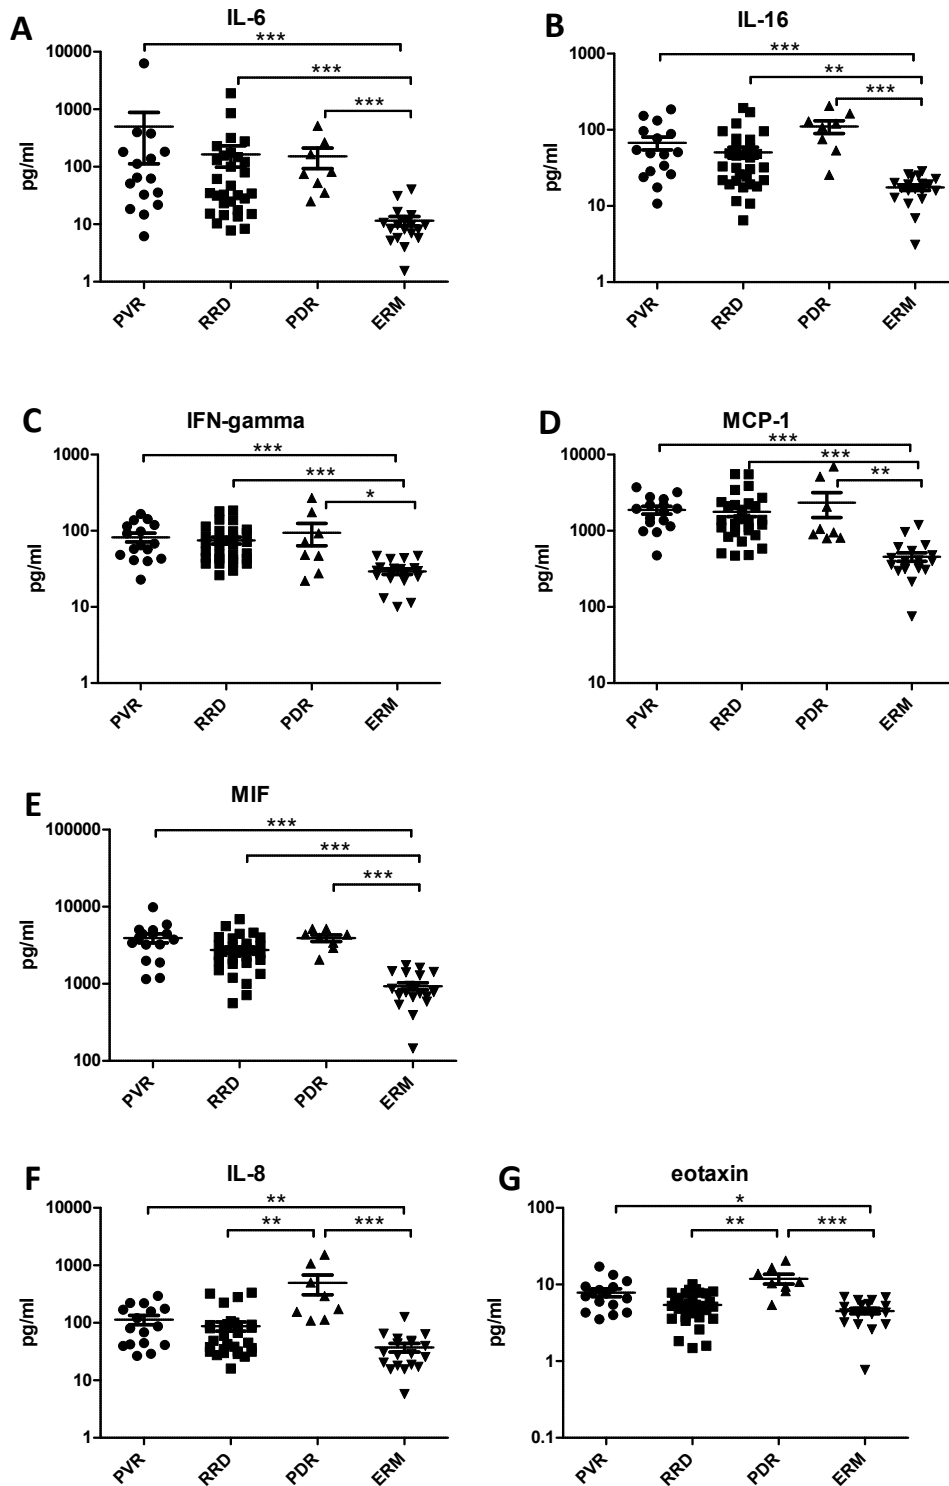 A
IL-6
***
***
***
10000
1000
100
10
1
pg/ml
PVR
RRD
PDR
ERM
B
IL-16
***
**
***
1000
100
10
1
pg/ml
PVR
RRD
PDR
ERM
C
IFN-gamma
***
***
*
1000
100
10
1
pg/ml
PVR
RRD
PDR
ERM
D
MCP-1
***
***
**
10000
1000
100
10
pg/ml
PVR
RRD
PDR
ERM
E
MIF
***
***
***
100000
10000
1000
100
pg/ml
PVR
RRD
PDR
ERM
F
IL-8
**
**
***
10000
1000
100
10
1
pg/ml
PVR
RRD
PDR
ERM
G
eotaxin
*
**
***
100
10
1
0.1
pg/ml
PVR
RRD
PDR
ERM